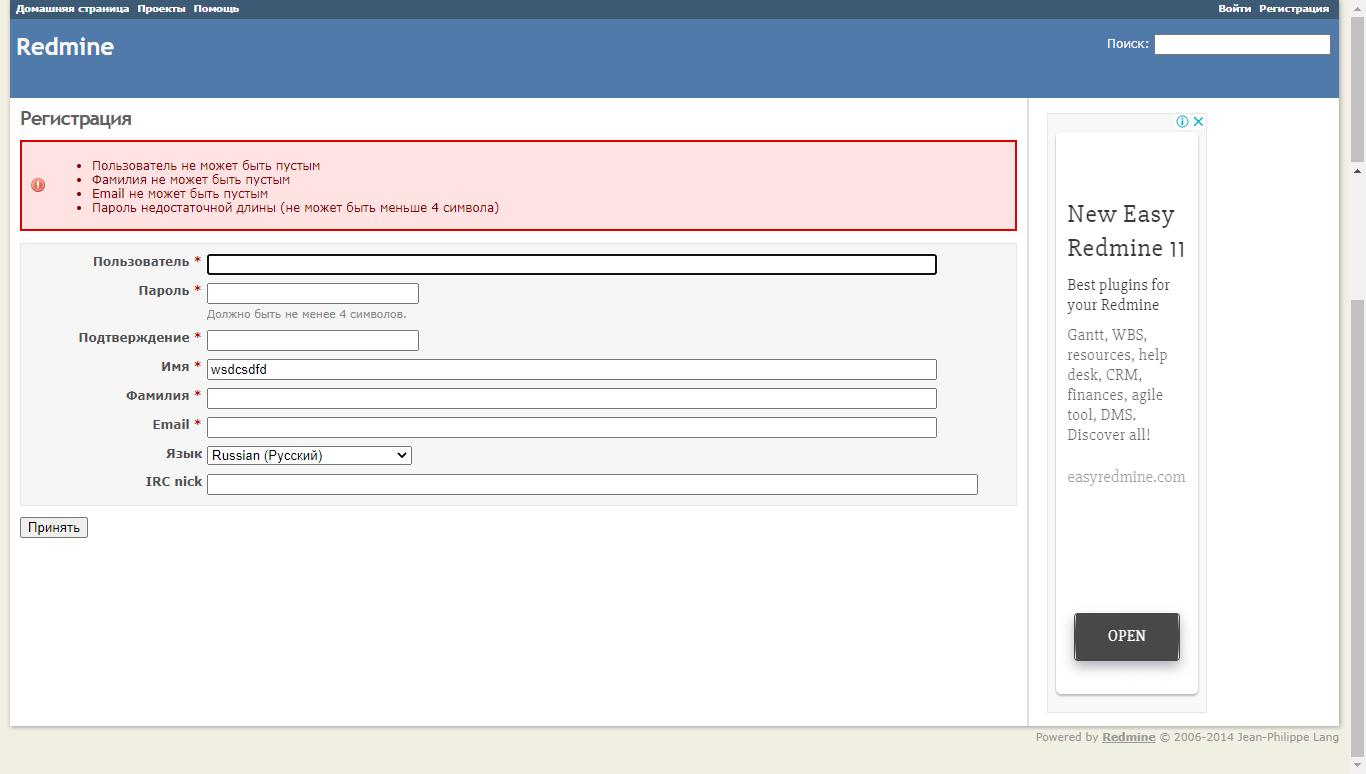 Домашняя страница Проекты Помощь Войти Регистрация
Redmine
Поиск:
Регистрация
Пользователь не может быть пустым
Фамилия не может быть пустым
Email не может быть пустым
Пароль недостаточной длины (не может быть меньше 4 символа)
Пользователь *
Пароль *
Должно быть не менее 4 символов.
Подтверждение *
Имя * wsdcsdfd
Фамилия *
Email *
Язык Russian (Русский)
IRC nick
Принять
New Easy
Redmine 11
Best plugins for
your Redmine
Gantt, WBS,
resources, help
desk, CRM,
finances, agile
tool, DMS.
Discover all!
easyredmine.com
OPEN
Powered by Redmine © 2006-2014 Jean-Philippe Lang